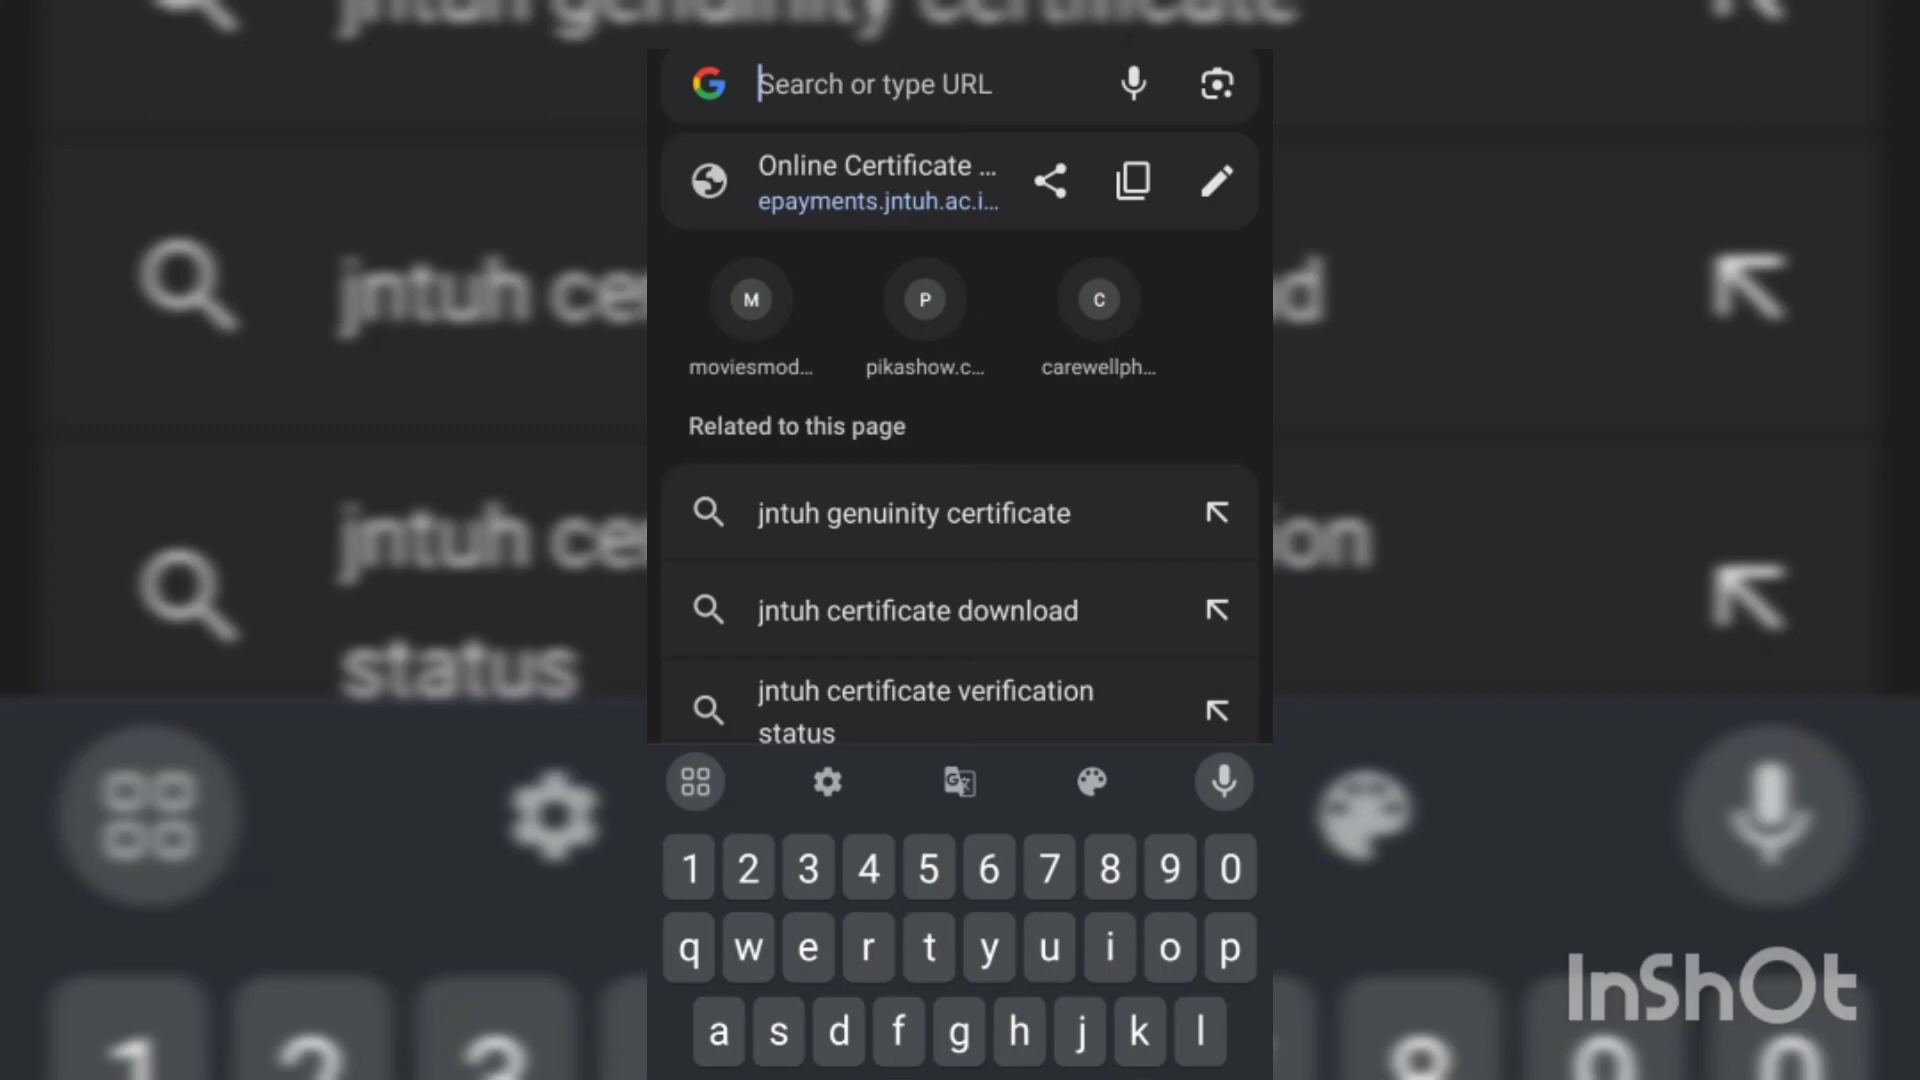 Search or type URL
Online Certificate ...
epayments.jntuh.ac.i...
M P C
moviesmod... pikashow.c... carewellph...
Related to this page
jntuh genuinity certificate
jntuh certificate download
jntuh certificate verification
status
1 2 3 4 5 6 7 8 9 0
q w e r t y u i o p
a s d f g h j k l
InShOt